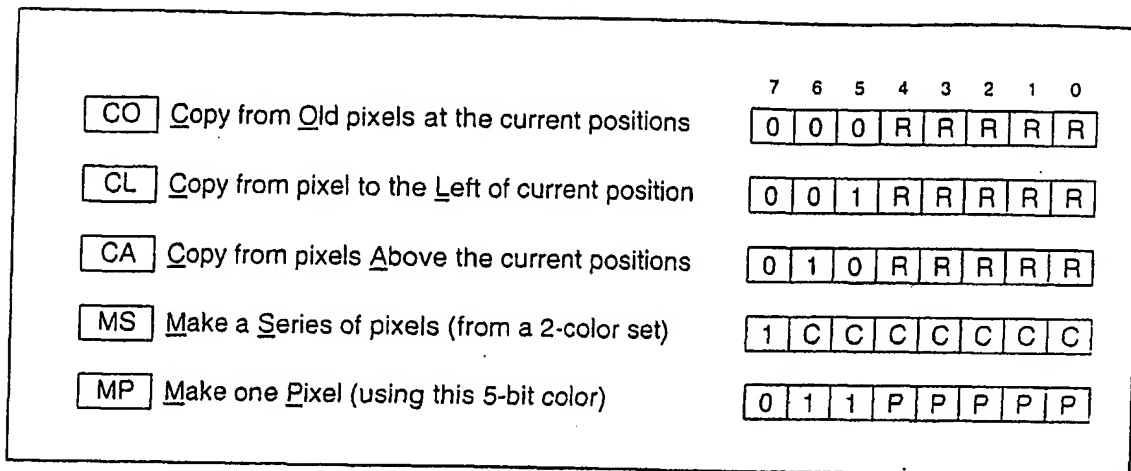 7 6 5 4 3 2 1 0
CO Copy from Old pixels at the current positions 0 0 0 R R R R R
CL Copy from pixel to the Left of current position 0 0 1 R R R R R
CA Copy from pixels Above the current positions 0 1 0 R R R R R
MS Make a Series of pixels (from a 2-color set) 1 C C C C C C C
MP Make one Pixel (using this 5-bit color) 0 1 1 P P P P P